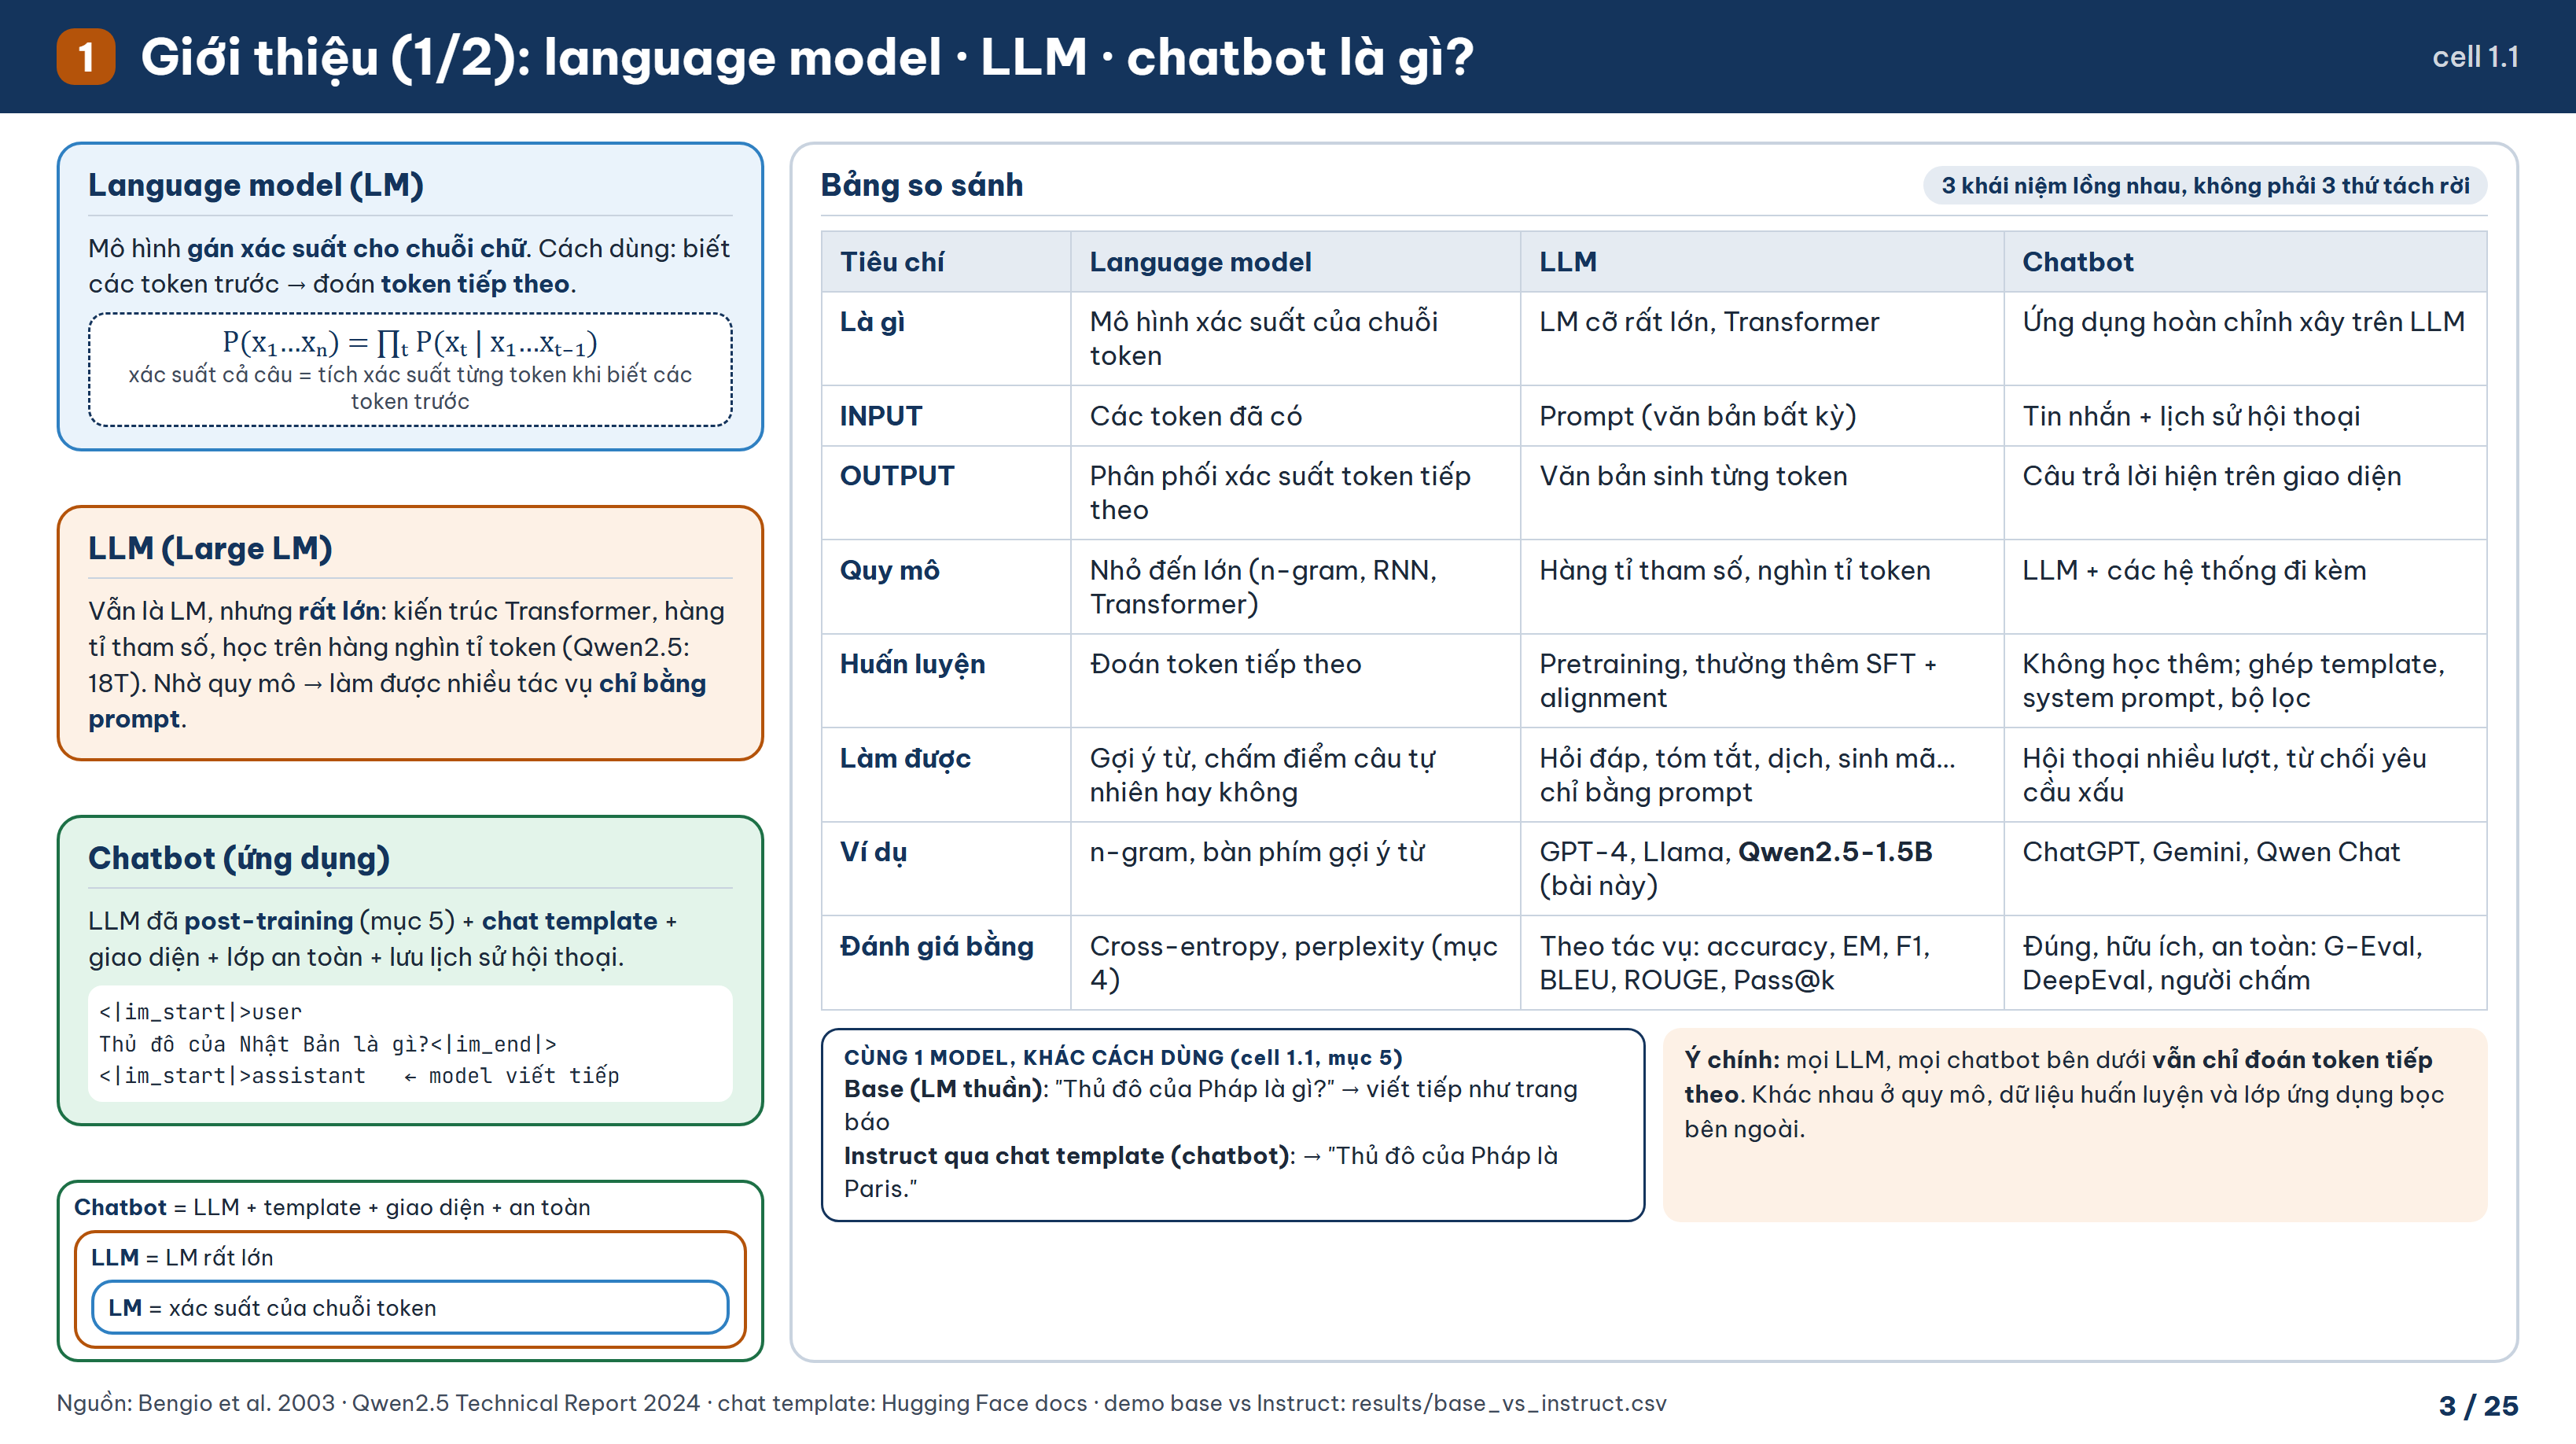 1 Giới thiệu (1/2): language model · LLM · chatbot là gì?
cell 1.1
Language model (LM)
Mô hình gán xác suất cho chuỗi chữ. Cách dùng: biết
các token trước → đoán token tiếp theo.
P(x₁…xₙ) = ∏ₜ P(xₜ | x₁…xₜ₋₁)
xác suất cả câu = tích xác suất từng token khi biết các
token trước
LLM (Large LM)
Vẫn là LM, nhưng rất lớn: kiến trúc Transformer, hàng
tỉ tham số, học trên hàng nghìn tỉ token (Qwen2.5:
18T). Nhờ quy mô → làm được nhiều tác vụ chỉ bằng
prompt.
Chatbot (ứng dụng)
LLM đã post-training (mục 5) + chat template +
giao diện + lớp an toàn + lưu lịch sử hội thoại.
<|im_start|>user
Thủ đô của Nhật Bản là gì?<|im_end|>
<|im_start|>assistant   ← model viết tiếp
Chatbot = LLM + template + giao diện + an toàn
LLM = LM rất lớn
LM = xác suất của chuỗi token
Bảng so sánh
3 khái niệm lồng nhau, không phải 3 thứ tách rời
Tiêu chí Language model LLM Chatbot
Là gì
Mô hình xác suất của chuỗi
token
LM cỡ rất lớn, Transformer
Ứng dụng hoàn chỉnh xây trên LLM
INPUT
Các token đã có
Prompt (văn bản bất kỳ)
Tin nhắn + lịch sử hội thoại
OUTPUT
Phân phối xác suất token tiếp
theo
Văn bản sinh từng token
Câu trả lời hiện trên giao diện
Quy mô
Nhỏ đến lớn (n-gram, RNN,
Transformer)
Hàng tỉ tham số, nghìn tỉ token
LLM + các hệ thống đi kèm
Huấn luyện
Đoán token tiếp theo
Pretraining, thường thêm SFT +
alignment
Không học thêm; ghép template,
system prompt, bộ lọc
Làm được
Gợi ý từ, chấm điểm câu tự
nhiên hay không
Hỏi đáp, tóm tắt, dịch, sinh mã…
chỉ bằng prompt
Hội thoại nhiều lượt, từ chối yêu
cầu xấu
Ví dụ
n-gram, bàn phím gợi ý từ
GPT-4, Llama, Qwen2.5-1.5B
(bài này)
ChatGPT, Gemini, Qwen Chat
Đánh giá bằng
Cross-entropy, perplexity (mục
4)
Theo tác vụ: accuracy, EM, F1,
BLEU, ROUGE, Pass@k
Đúng, hữu ích, an toàn: G-Eval,
DeepEval, người chấm
CÙNG 1 MODEL, KHÁC CÁCH DÙNG (cell 1.1, mục 5)
Base (LM thuần): "Thủ đô của Pháp là gì?" → viết tiếp như trang
báo
Instruct qua chat template (chatbot): → "Thủ đô của Pháp là
Paris."
Ý chính: mọi LLM, mọi chatbot bên dưới vẫn chỉ đoán token tiếp
theo. Khác nhau ở quy mô, dữ liệu huấn luyện và lớp ứng dụng bọc
bên ngoài.
Nguồn: Bengio et al. 2003 · Qwen2.5 Technical Report 2024 · chat template: Hugging Face docs · demo base vs Instruct: results/base_vs_instruct.csv
3 / 25